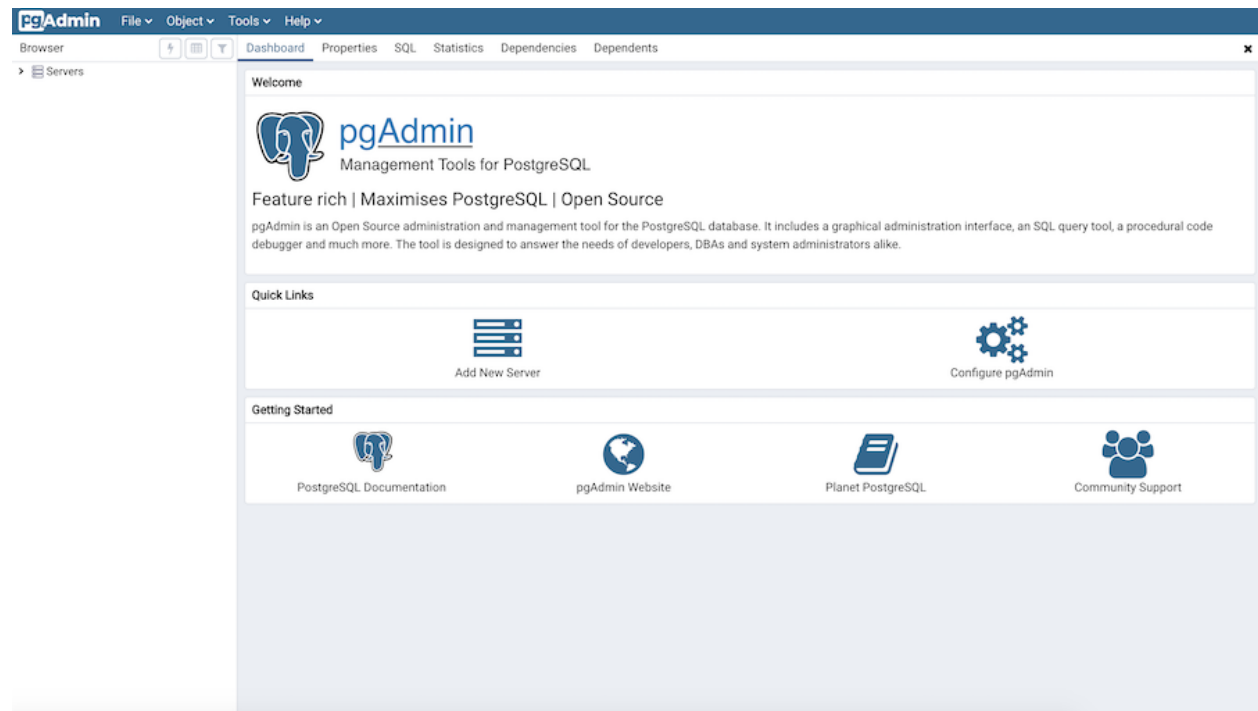 pgAdmin File Object Tools Help
Browser Dashboard Properties SQL Statistics Dependencies Dependents
Servers
Welcome
pgAdmin
Management Tools for PostgreSQL
Feature rich | Maximises PostgreSQL | Open Source
pgAdmin is an Open Source administration and management tool for the PostgreSQL database. It includes a graphical administration interface, an SQL query tool, a procedural code
debugger and much more. The tool is designed to answer the needs of developers, DBAs and system administrators alike.
Quick Links
Add New Server Configure pgAdmin
Getting Started
PostgreSQL Documentation pgAdmin Website Planet PostgreSQL Community Support